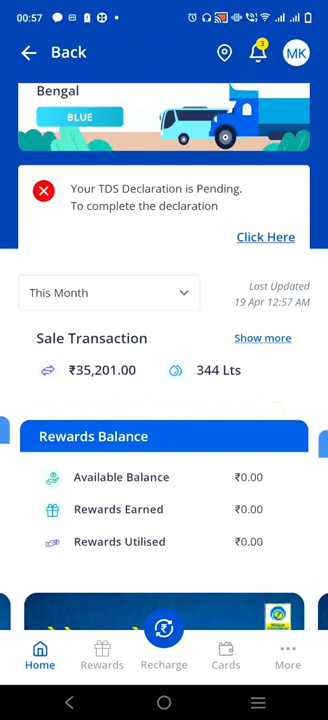 00:57
Back
3
MK
Bengal
BLUE
Your TDS Declaration is Pending.
To complete the declaration
Click Here
This Month
Last Updated
19 Apr 12:57 AM
Sale Transaction
Show more
₹35,201.00
344 Lts
Rewards Balance
Available Balance ₹0.00
Rewards Earned ₹0.00
Rewards Utilised ₹0.00
Home
Rewards
Recharge
Cards
More